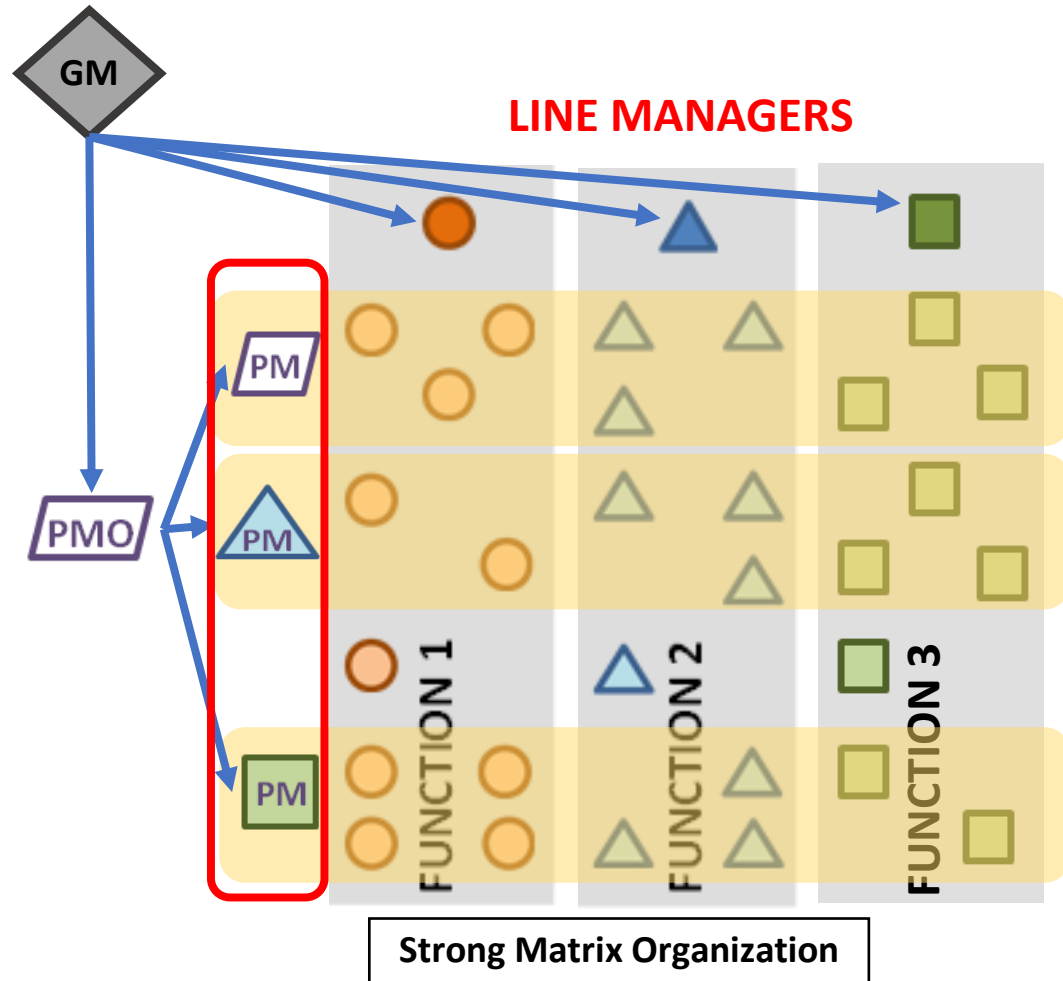 GM
LINE MANAGERS
PM
PMO
PM
FUNCTION 1
FUNCTION 2
FUNCTION 3
PM
Strong Matrix Organization